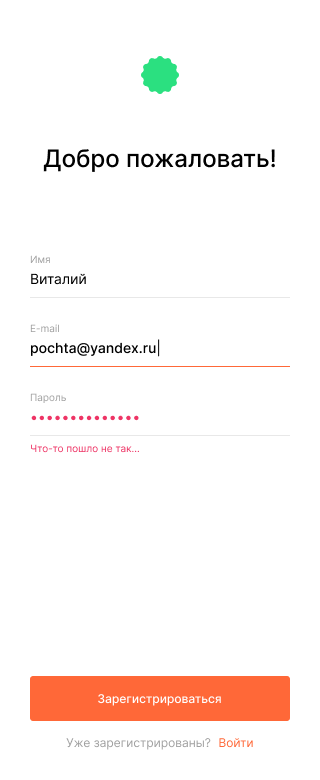 Добро пожаловать!
Имя
Виталий
E-mail
pochta@yandex.ru
Пароль
••••••••••••••
Что-то пошло не так...
Зарегистрироваться
Уже зарегистрированы? Войти